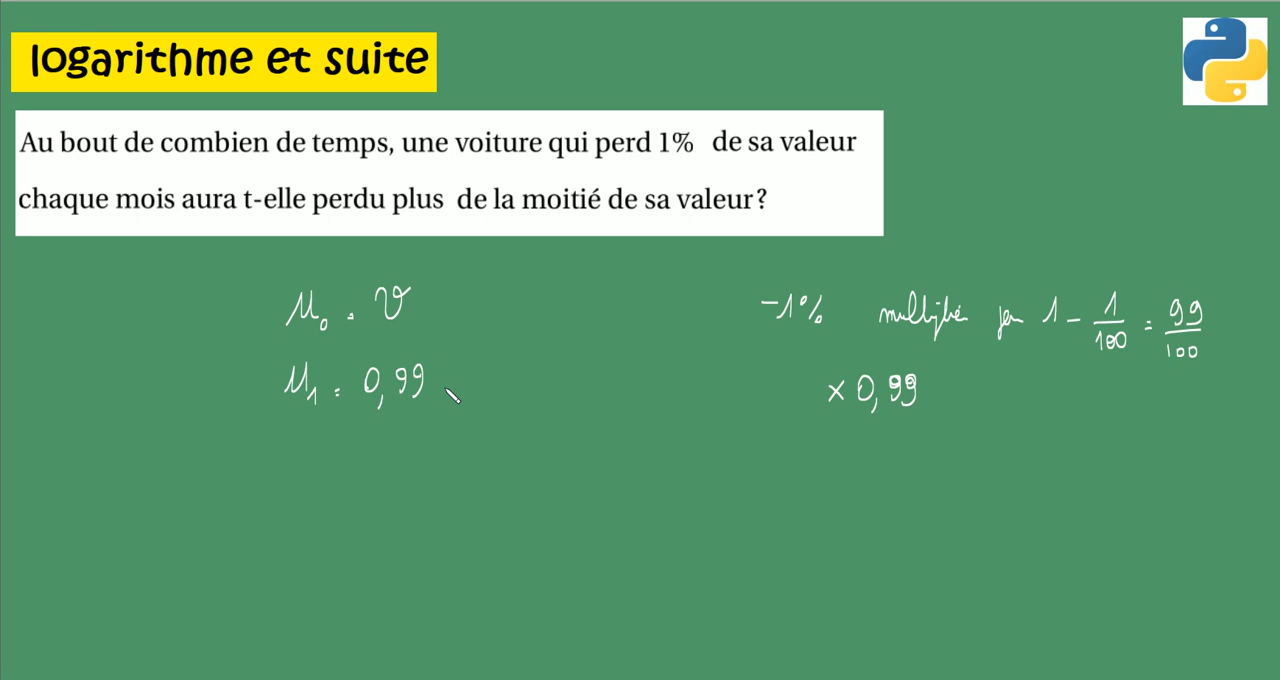 logarithme et suite
Au bout de combien de temps, une voiture qui perd 1% de sa valeur
chaque mois aura t-elle perdu plus de la moitié de sa valeur?
u₀ = v
-1% multiplié par 1 - 1/100 = 99/100
u₁ = 0,99
× 0,99